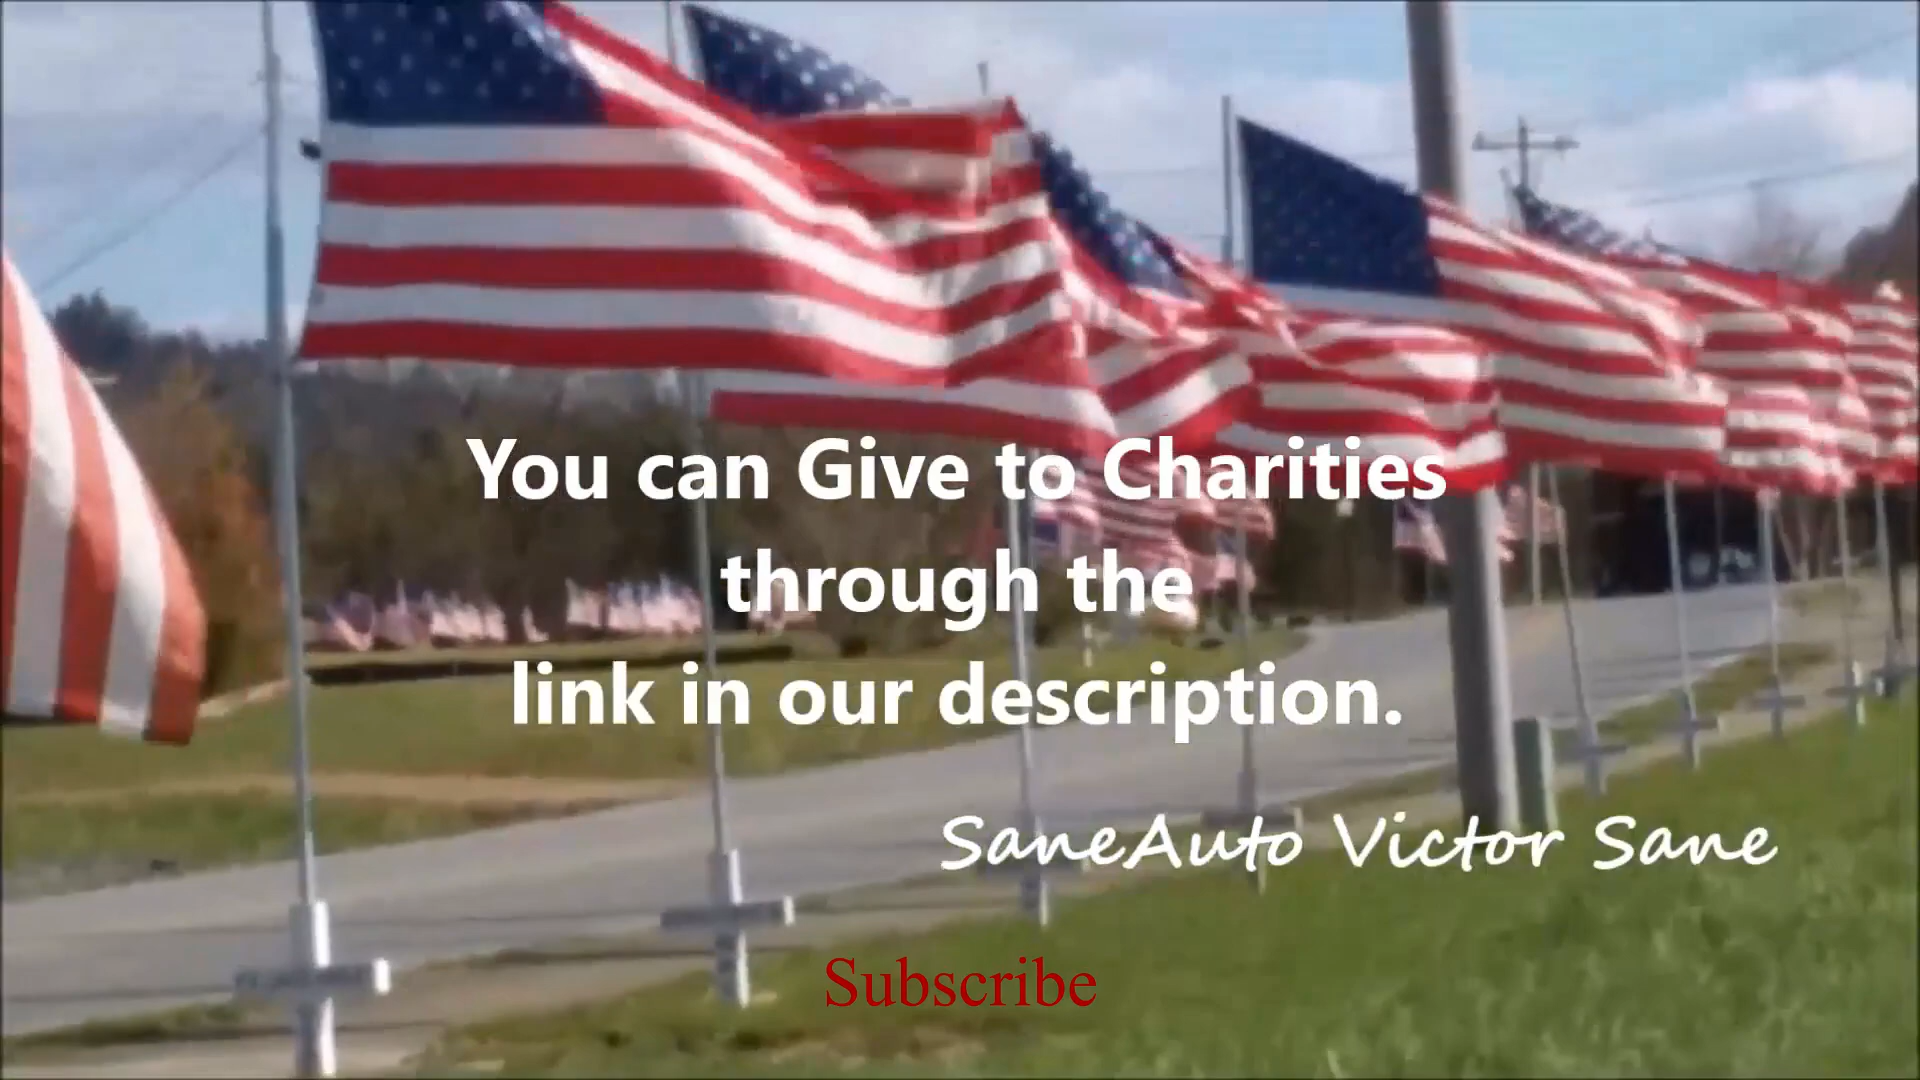 You can Give to Charities
through the
link in our description.
SaneAuto Victor Sane
Subscribe